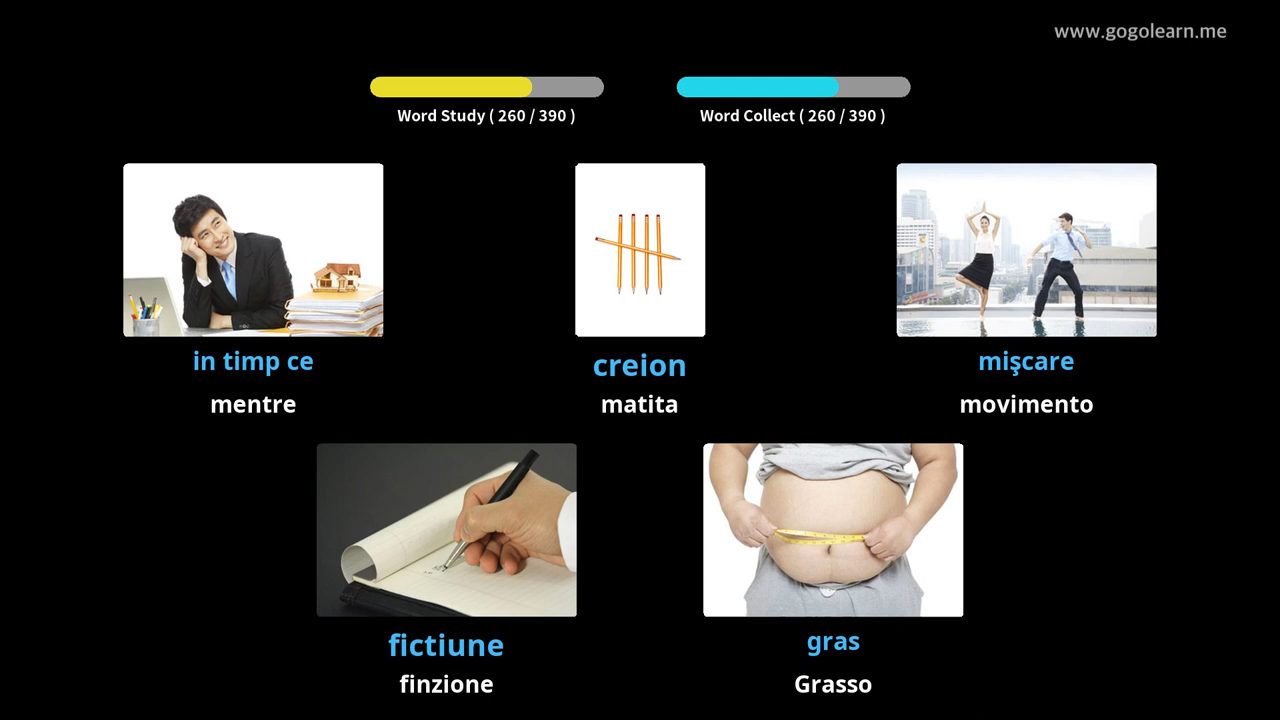 www.gogolearn.me
Word Study ( 260 / 390 )
Word Collect ( 260 / 390 )
in timp ce
mentre
creion
matita
mişcare
movimento
fictiune
finzione
gras
Grasso